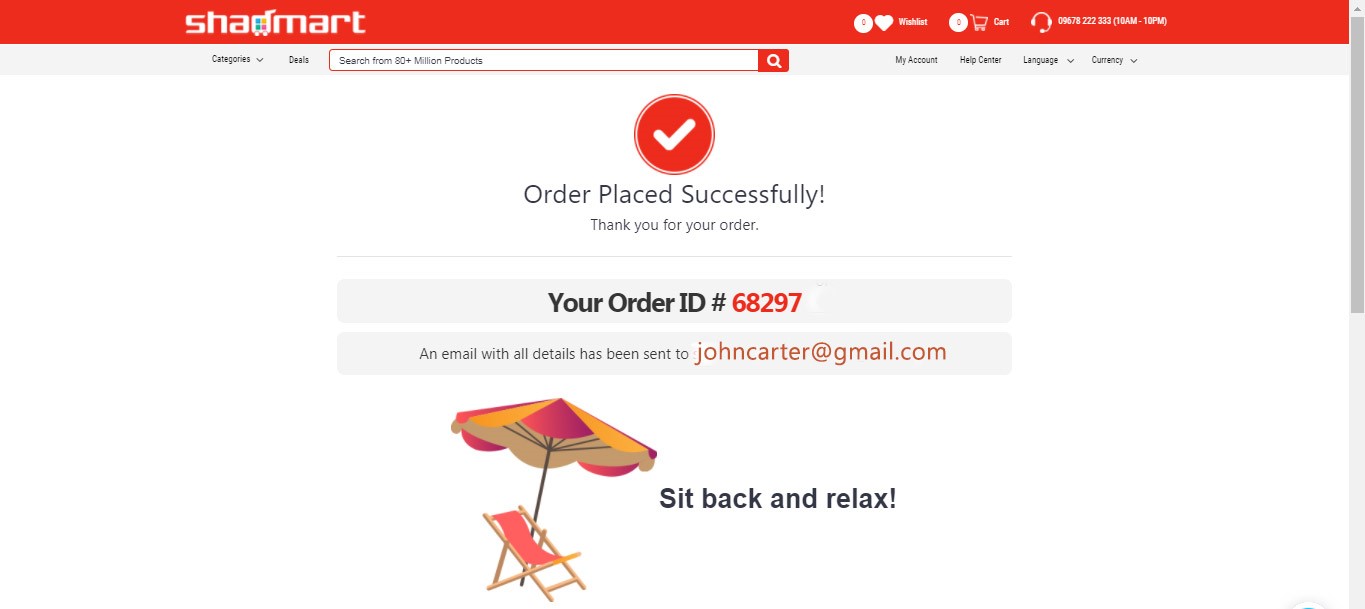 shadmart
0 Wishlist 0 Cart 09678 222 333 (10AM - 10PM)
Categories Deals Search from 80+ Million Products My Account Help Center Language Currency
Order Placed Successfully!
Thank you for your order.
Your Order ID # 68297
An email with all details has been sent to johncarter@gmail.com
Sit back and relax!